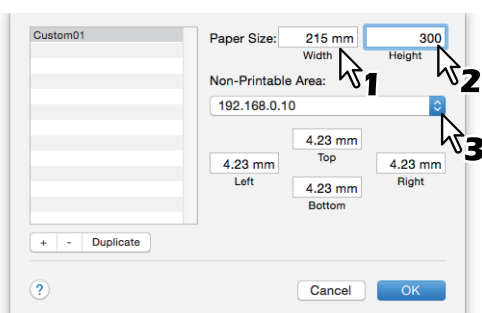 Custom01
Paper Size: 215 mm 300
Width Height
1
2
Non-Printable Area:
192.168.0.10
3
4.23 mm
Top
4.23 mm 4.23 mm
Left Right
4.23 mm
Bottom
+ - Duplicate
? Cancel OK